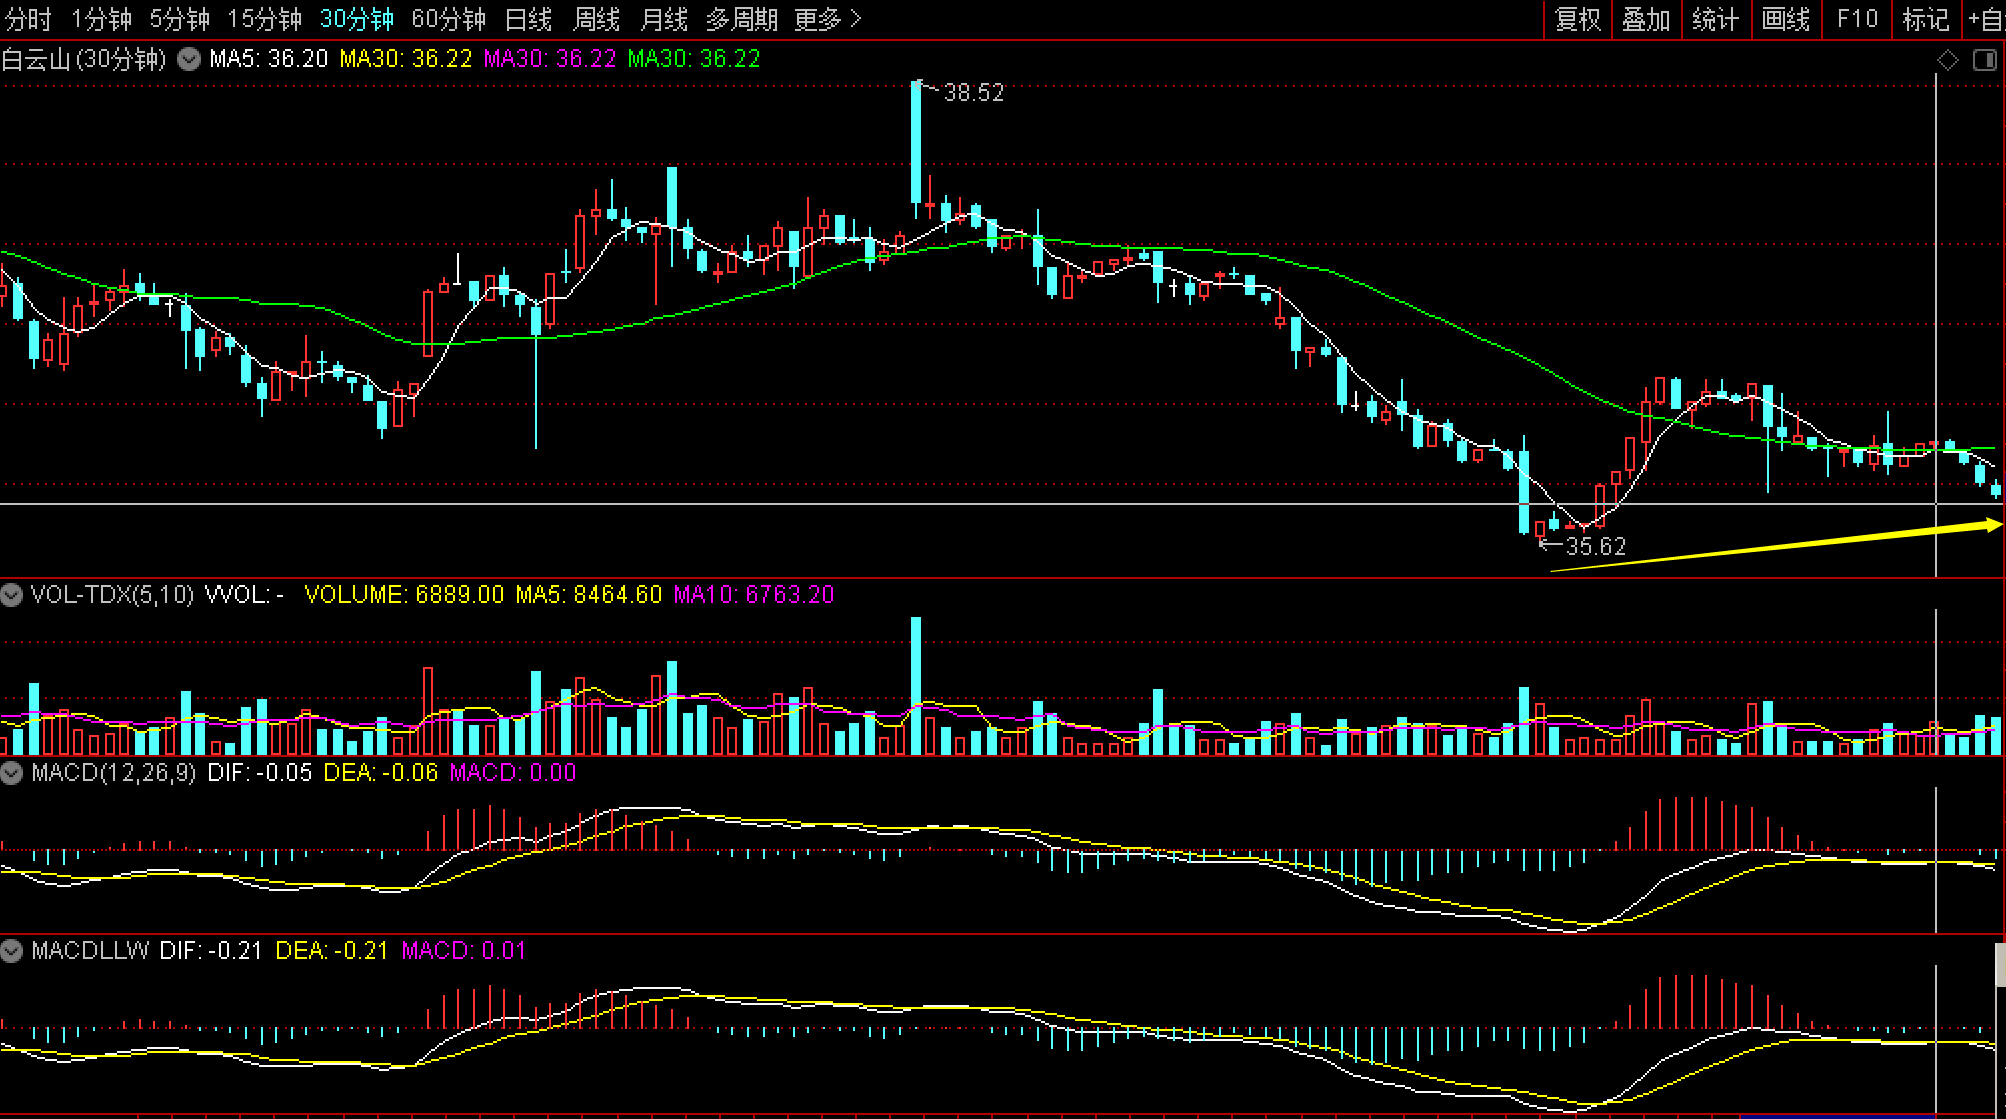 分时 1分钟 5分钟 15分钟 30分钟 60分钟 日线 周线 月线 多周期 更多 > 复权 叠加 统计 画线 F10 标记 +自
白云山(30分钟) MA5: 36.20 MA30: 36.22 MA30: 36.22 MA30: 36.22
38.52
35.62
VOL-TDX(5,10) VVOL: - VOLUME: 6889.00 MA5: 8464.60 MA10: 6763.20
MACD(12,26,9) DIF: -0.05 DEA: -0.06 MACD: 0.00
MACDLLW DIF: -0.21 DEA: -0.21 MACD: 0.01